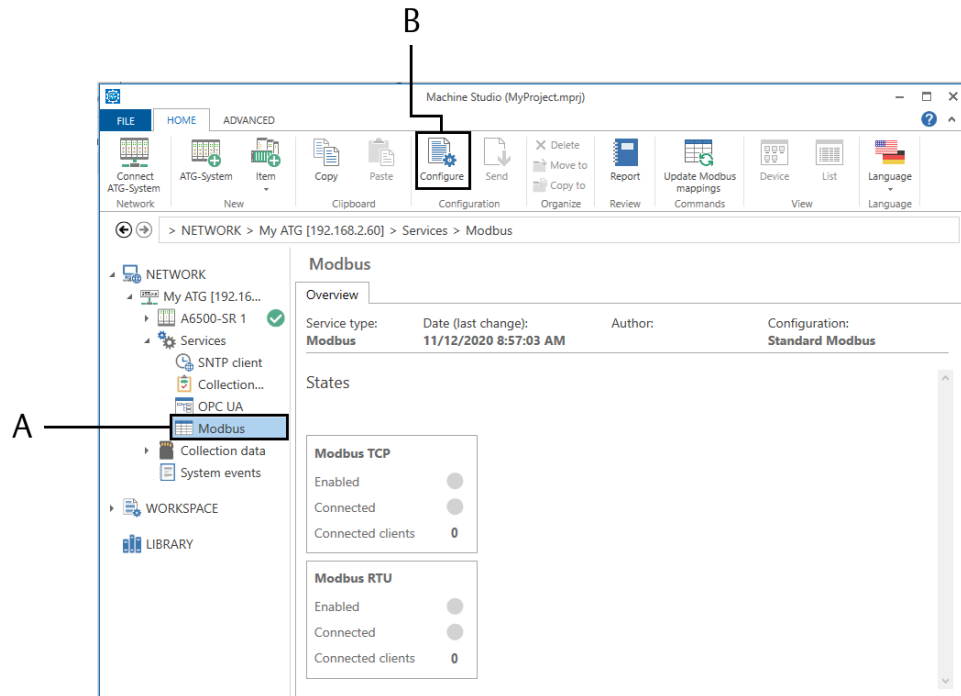 B
Machine Studio (MyProject.mprj)
FILE HOME ADVANCED
Connect ATG-System
ATG-System
Item
Copy
Paste
Configure
Send
Delete
Move to
Copy to
Report
Update Modbus mappings
Device
List
Language
Network New Clipboard Configuration Organize Review Commands View Language
> NETWORK > My ATG [192.168.2.60] > Services > Modbus
NETWORK
My ATG [192.16...
A6500-SR 1
Services
SNTP client
Collection...
OPC UA
A
Modbus
Collection data
System events
WORKSPACE
LIBRARY
Modbus
Overview
Service type: Date (last change): Author: Configuration:
Modbus 11/12/2020 8:57:03 AM Standard Modbus
States
Modbus TCP
Enabled
Connected
Connected clients 0
Modbus RTU
Enabled
Connected
Connected clients 0